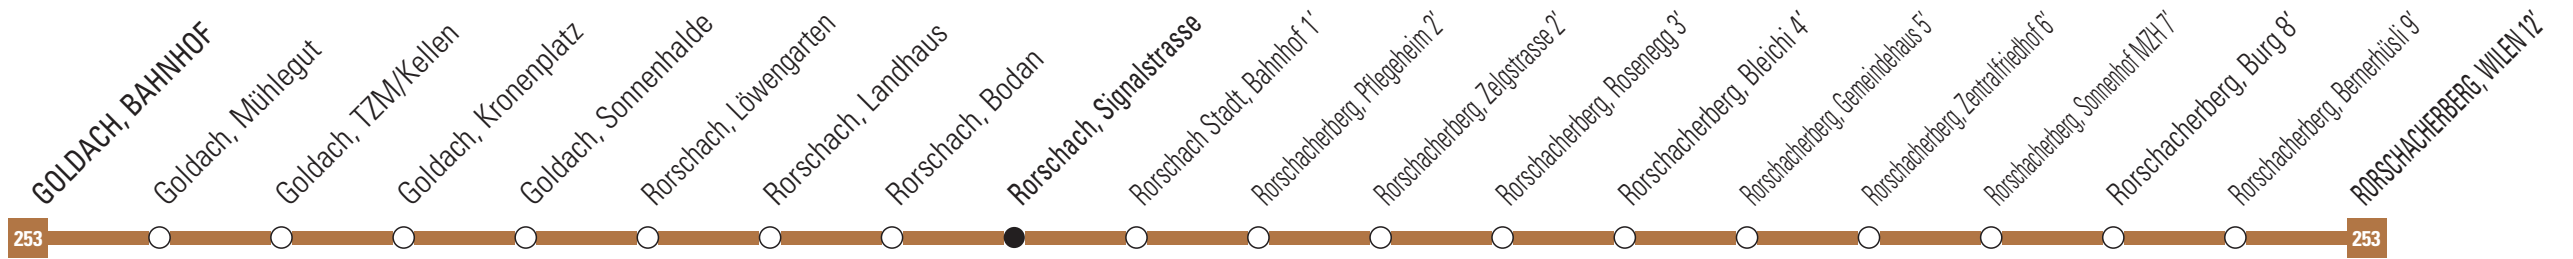 GOLDACH, BAHNHOF
Goldach, Mühlegut
Goldach, TZM/Kellen
Goldach, Kronenplatz
Goldach, Sonnenhalde
Rorschach, Löwengarten
Rorschach, Landhaus
Rorschach, Bodan
Rorschach, Signalstrasse
Rorschach Stadt, Bahnhof 1'
Rorschacherberg, Pflegeheim 2'
Rorschacherberg, Zelgstrasse 2'
Rorschacherberg, Rosenegg 3'
Rorschacherberg, Bleichi 4'
Rorschacherberg, Gemeindehaus 5'
Rorschacherberg, Zentralfriedhof 6'
Rorschacherberg, Sonnenhof MZH 7'
Rorschacherberg, Burg 8'
Rorschacherberg, Bernerhüsli 9'
RORSCHACHERBERG, WILEN 12'
253
253